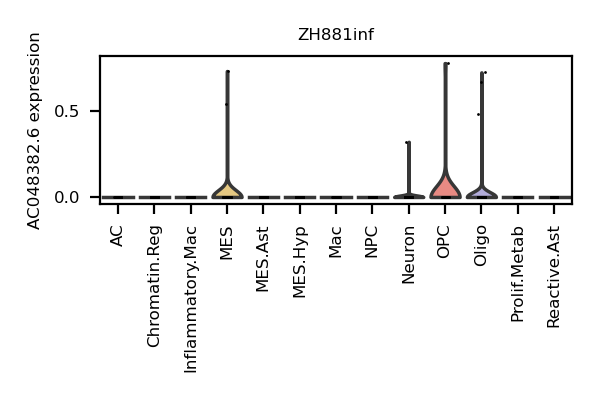 ZH881inf
AC048382.6 expression
0.5
0.0
AC
Chromatin.Reg
Inflammatory.Mac
MES
MES.Ast
MES.Hyp
Mac
NPC
Neuron
OPC
Oligo
Prolif.Metab
Reactive.Ast